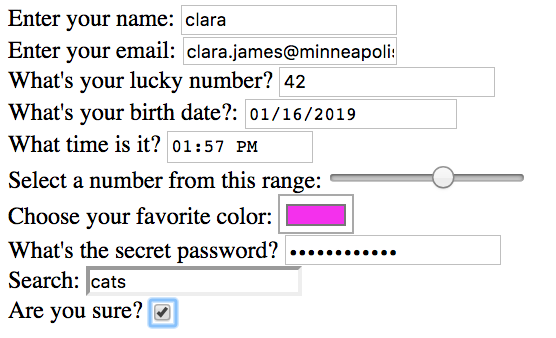 Enter your name: clara
Enter your email: clara.james@minneapolis
What's your lucky number? 42
What's your birth date?: 01/16/2019
What time is it? 01:57 PM
Select a number from this range:
Choose your favorite color:
What's the secret password? ••••••••••••
Search: cats
Are you sure?